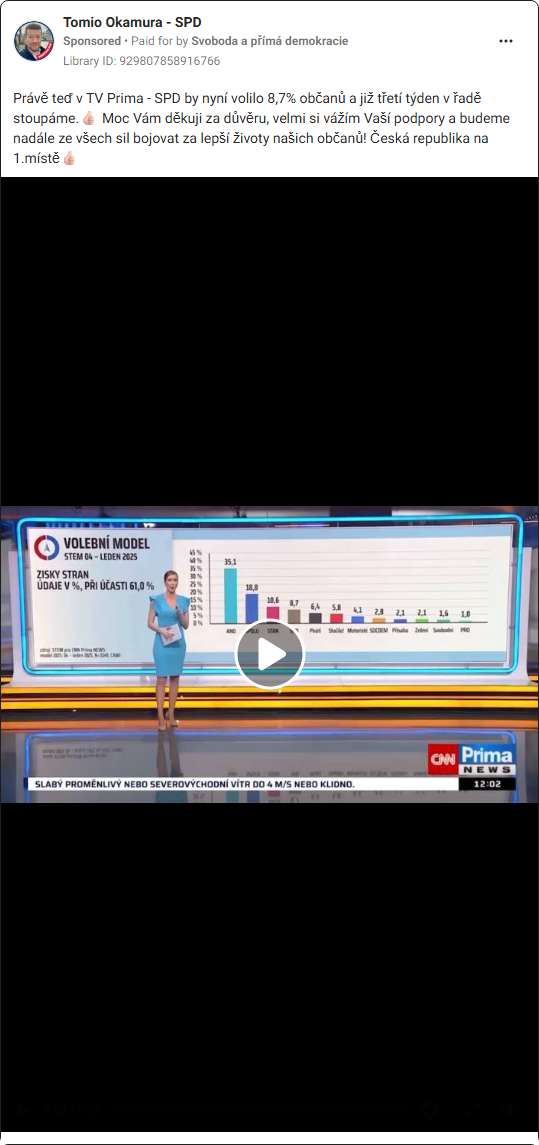 Tomio Okamura - SPD
Sponsored • Paid for by Svoboda a přímá demokracie
Library ID: 929807858916766
Právě teď v TV Prima - SPD by nyní volilo 8,7% občanů a již třetí týden v řadě
stoupáme.👍🏻 Moc Vám děkuji za důvěru, velmi si vážím Vaší podpory a budeme
nadále ze všech sil bojovat za lepší životy našich občanů! Česká republika na
1.místě👍🏻
VOLEBNÍ MODEL
STEM 04 – LEDEN 2025
ZISKY STRAN
ÚDAJE V %, PŘI ÚČASTI 61,0 %
45 %
40 %
35 %
30 %
25 %
20 %
15 %
10 %
5 %
0 %
35,1 18,8 10,6 8,7 6,4 5,8 4,1 2,8 2,1 2,1 1,6 1,0
ANO STAN Piráti Stačilo! Motoristé SOCDEM Přísaha Zelení Svobodní PRO
zdroj: STEM pro CNN Prima NEWS
CNN Prima
NEWS
SLABÝ PROMĚNLIVÝ NEBO SEVEROVÝCHODNÍ VÍTR DO 4 M/S NEBO KLIDNO.
12:02